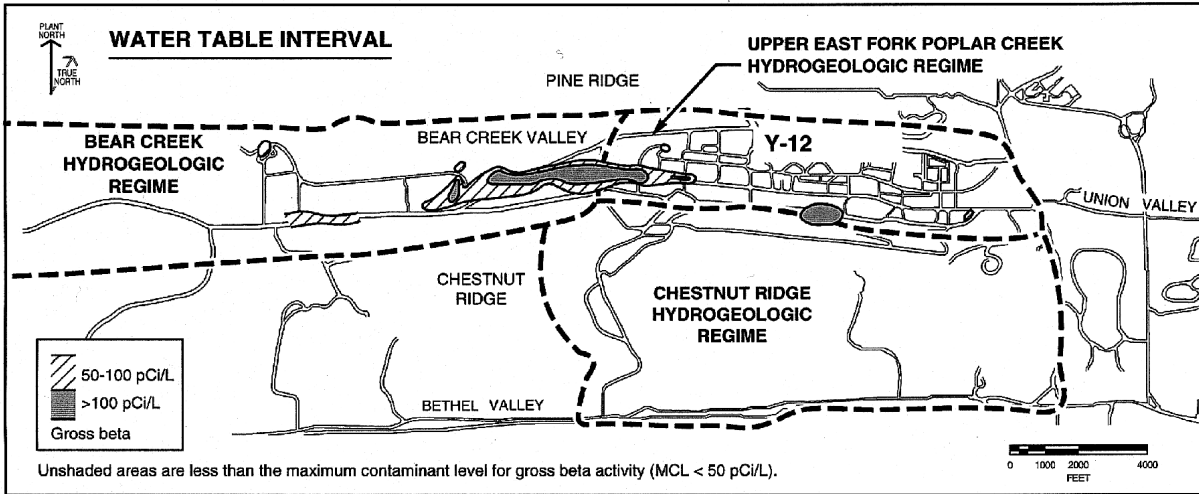 PLANT
NORTH
TRUE
NORTH
WATER TABLE INTERVAL
UPPER EAST FORK POPLAR CREEK
HYDROGEOLOGIC REGIME
PINE RIDGE
BEAR CREEK
HYDROGEOLOGIC
REGIME
BEAR CREEK VALLEY
Y-12
UNION VALLEY
CHESTNUT
RIDGE
CHESTNUT RIDGE
HYDROGEOLOGIC
REGIME
50-100 pCi/L
>100 pCi/L
Gross beta
BETHEL VALLEY
Unshaded areas are less than the maximum contaminant level for gross beta activity (MCL < 50 pCi/L).
0 1000 2000 4000
FEET